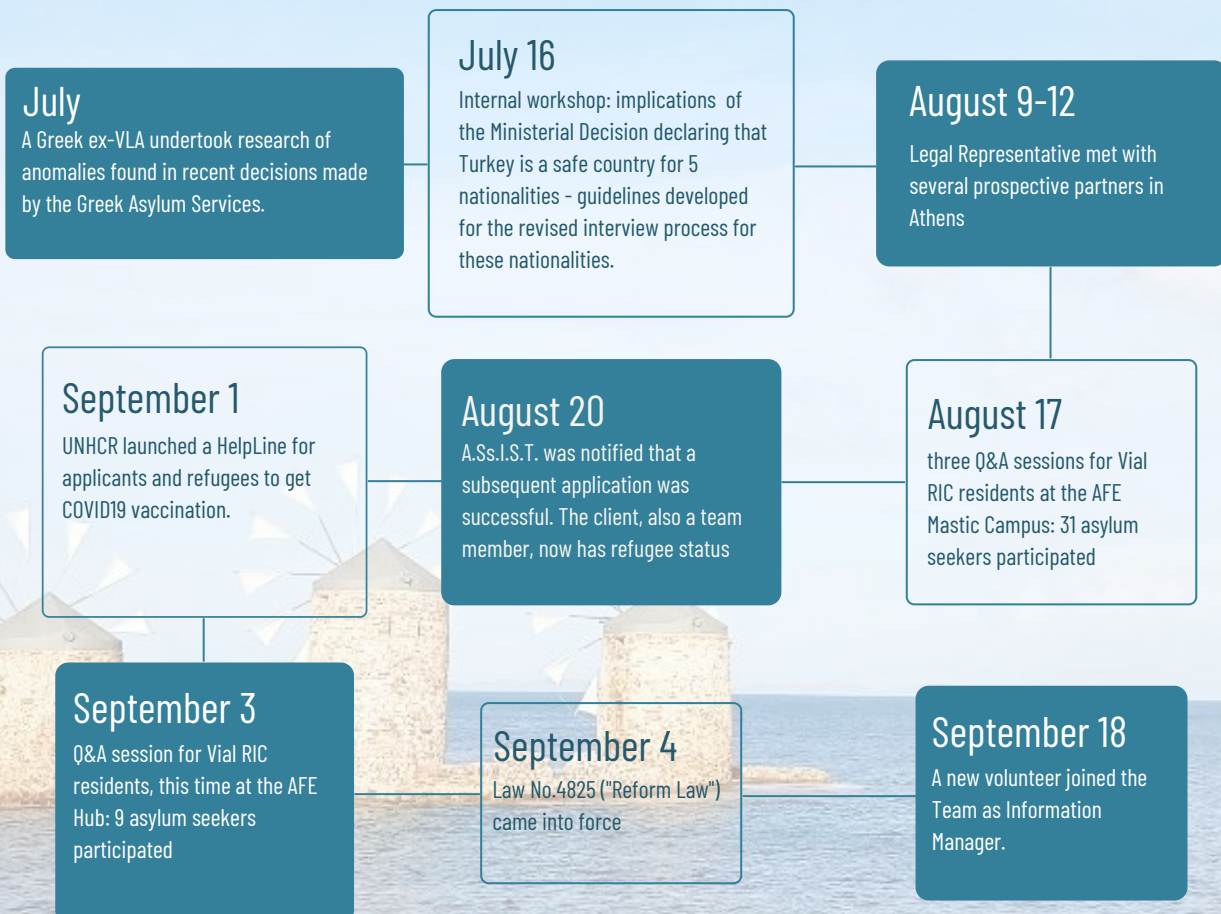 July
A Greek ex-VLA undertook research of
anomalies found in recent decisions made
by the Greek Asylum Services.
July 16
Internal workshop: implications of
the Ministerial Decision declaring that
Turkey is a safe country for 5
nationalities - guidelines developed
for the revised interview process for
these nationalities.
August 9-12
Legal Representative met with
several prospective partners in
Athens
August 17
three Q&A sessions for Vial
RIC residents at the AFE
Mastic Campus: 31 asylum
seekers participated
August 20
A.Ss.I.S.T. was notified that a
subsequent application was
successful. The client, also a team
member, now has refugee status
September 1
UNHCR launched a HelpLine for
applicants and refugees to get
COVID19 vaccination.
September 3
Q&A session for Vial RIC
residents, this time at the AFE
Hub: 9 asylum seekers
participated
September 4
Law No.4825 ("Reform Law")
came into force
September 18
A new volunteer joined the
Team as Information
Manager.